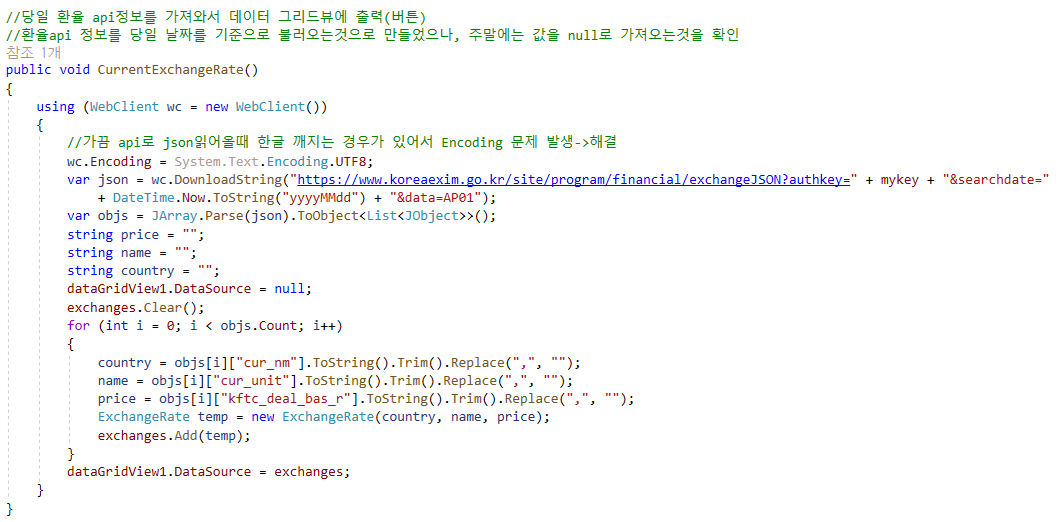 //당일 환율 api정보를 가져와서 데이터 그리드뷰에 출력(버튼)
//환율api 정보를 당일 날짜를 기준으로 불러오는것으로 만들었으나, 주말에는 값을 null로 가져오는것을 확인
참조 1개
public void CurrentExchangeRate()
{
using (WebClient wc = new WebClient())
{
//가끔 api로 json읽어올때 한글 깨지는 경우가 있어서 Encoding 문제 발생->해결
wc.Encoding = System.Text.Encoding.UTF8;
var json = wc.DownloadString("https://www.koreaexim.go.kr/site/program/financial/exchangeJSON?authkey=" + mykey + "&searchdate="
+ DateTime.Now.ToString("yyyyMMdd") + "&data=AP01");
var objs = JArray.Parse(json).ToObject<List<JObject>>();
string price = "";
string name = "";
string country = "";
dataGridView1.DataSource = null;
exchanges.Clear();
for (int i = 0; i < objs.Count; i++)
{
country = objs[i]["cur_nm"].ToString().Trim().Replace(",", "");
name = objs[i]["cur_unit"].ToString().Trim().Replace(",", "");
price = objs[i]["kftc_deal_bas_r"].ToString().Trim().Replace(",", "");
ExchangeRate temp = new ExchangeRate(country, name, price);
exchanges.Add(temp);
}
dataGridView1.DataSource = exchanges;
}
}